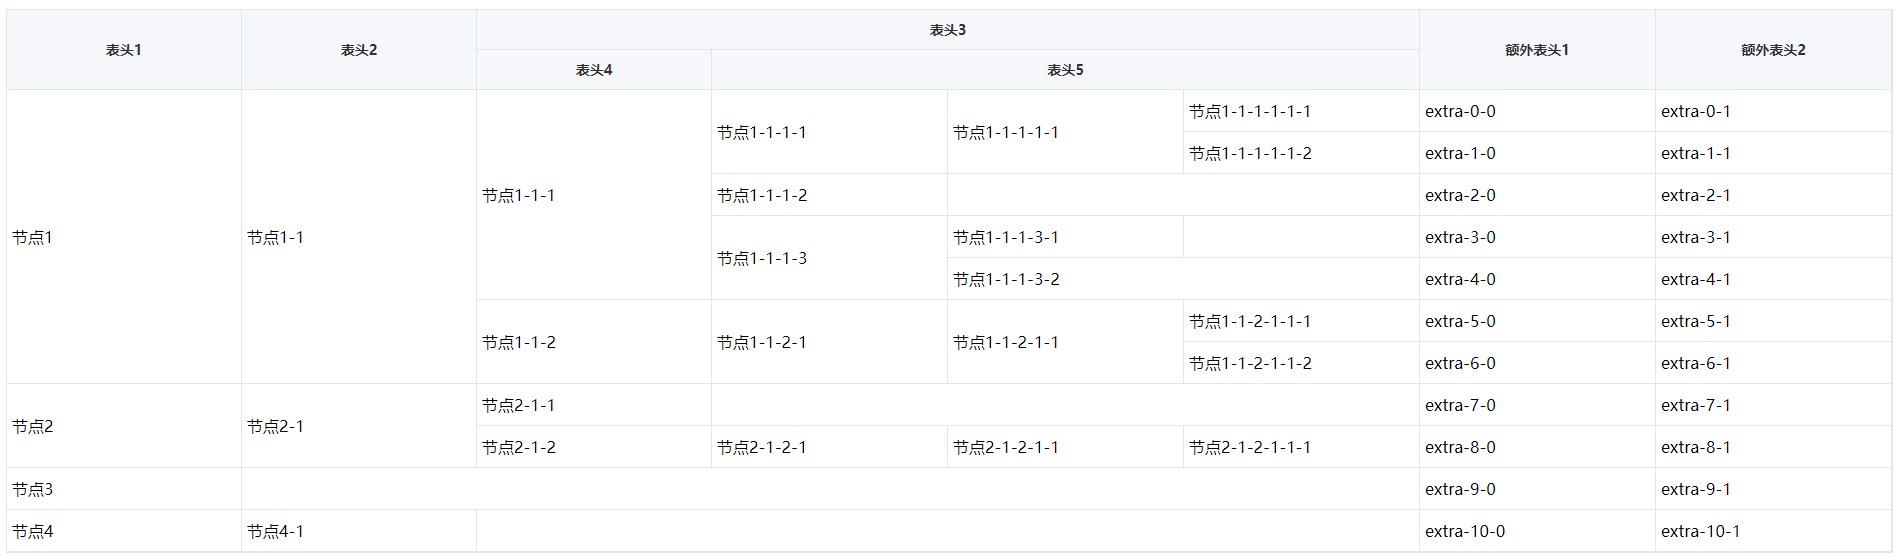 表头1 表头2 表头3 额外表头1 额外表头2
表头4 表头5
节点1 节点1-1 节点1-1-1 节点1-1-1-1 节点1-1-1-1-1 节点1-1-1-1-1-1 extra-0-0 extra-0-1
节点1-1-1-1-1-2 extra-1-0 extra-1-1
节点1-1-1-2 extra-2-0 extra-2-1
节点1-1-1-3 节点1-1-1-3-1 extra-3-0 extra-3-1
节点1-1-1-3-2 extra-4-0 extra-4-1
节点1-1-2 节点1-1-2-1 节点1-1-2-1-1 节点1-1-2-1-1-1 extra-5-0 extra-5-1
节点1-1-2-1-1-2 extra-6-0 extra-6-1
节点2 节点2-1 节点2-1-1 extra-7-0 extra-7-1
节点2-1-2 节点2-1-2-1 节点2-1-2-1-1 节点2-1-2-1-1-1 extra-8-0 extra-8-1
节点3 extra-9-0 extra-9-1
节点4 节点4-1 extra-10-0 extra-10-1